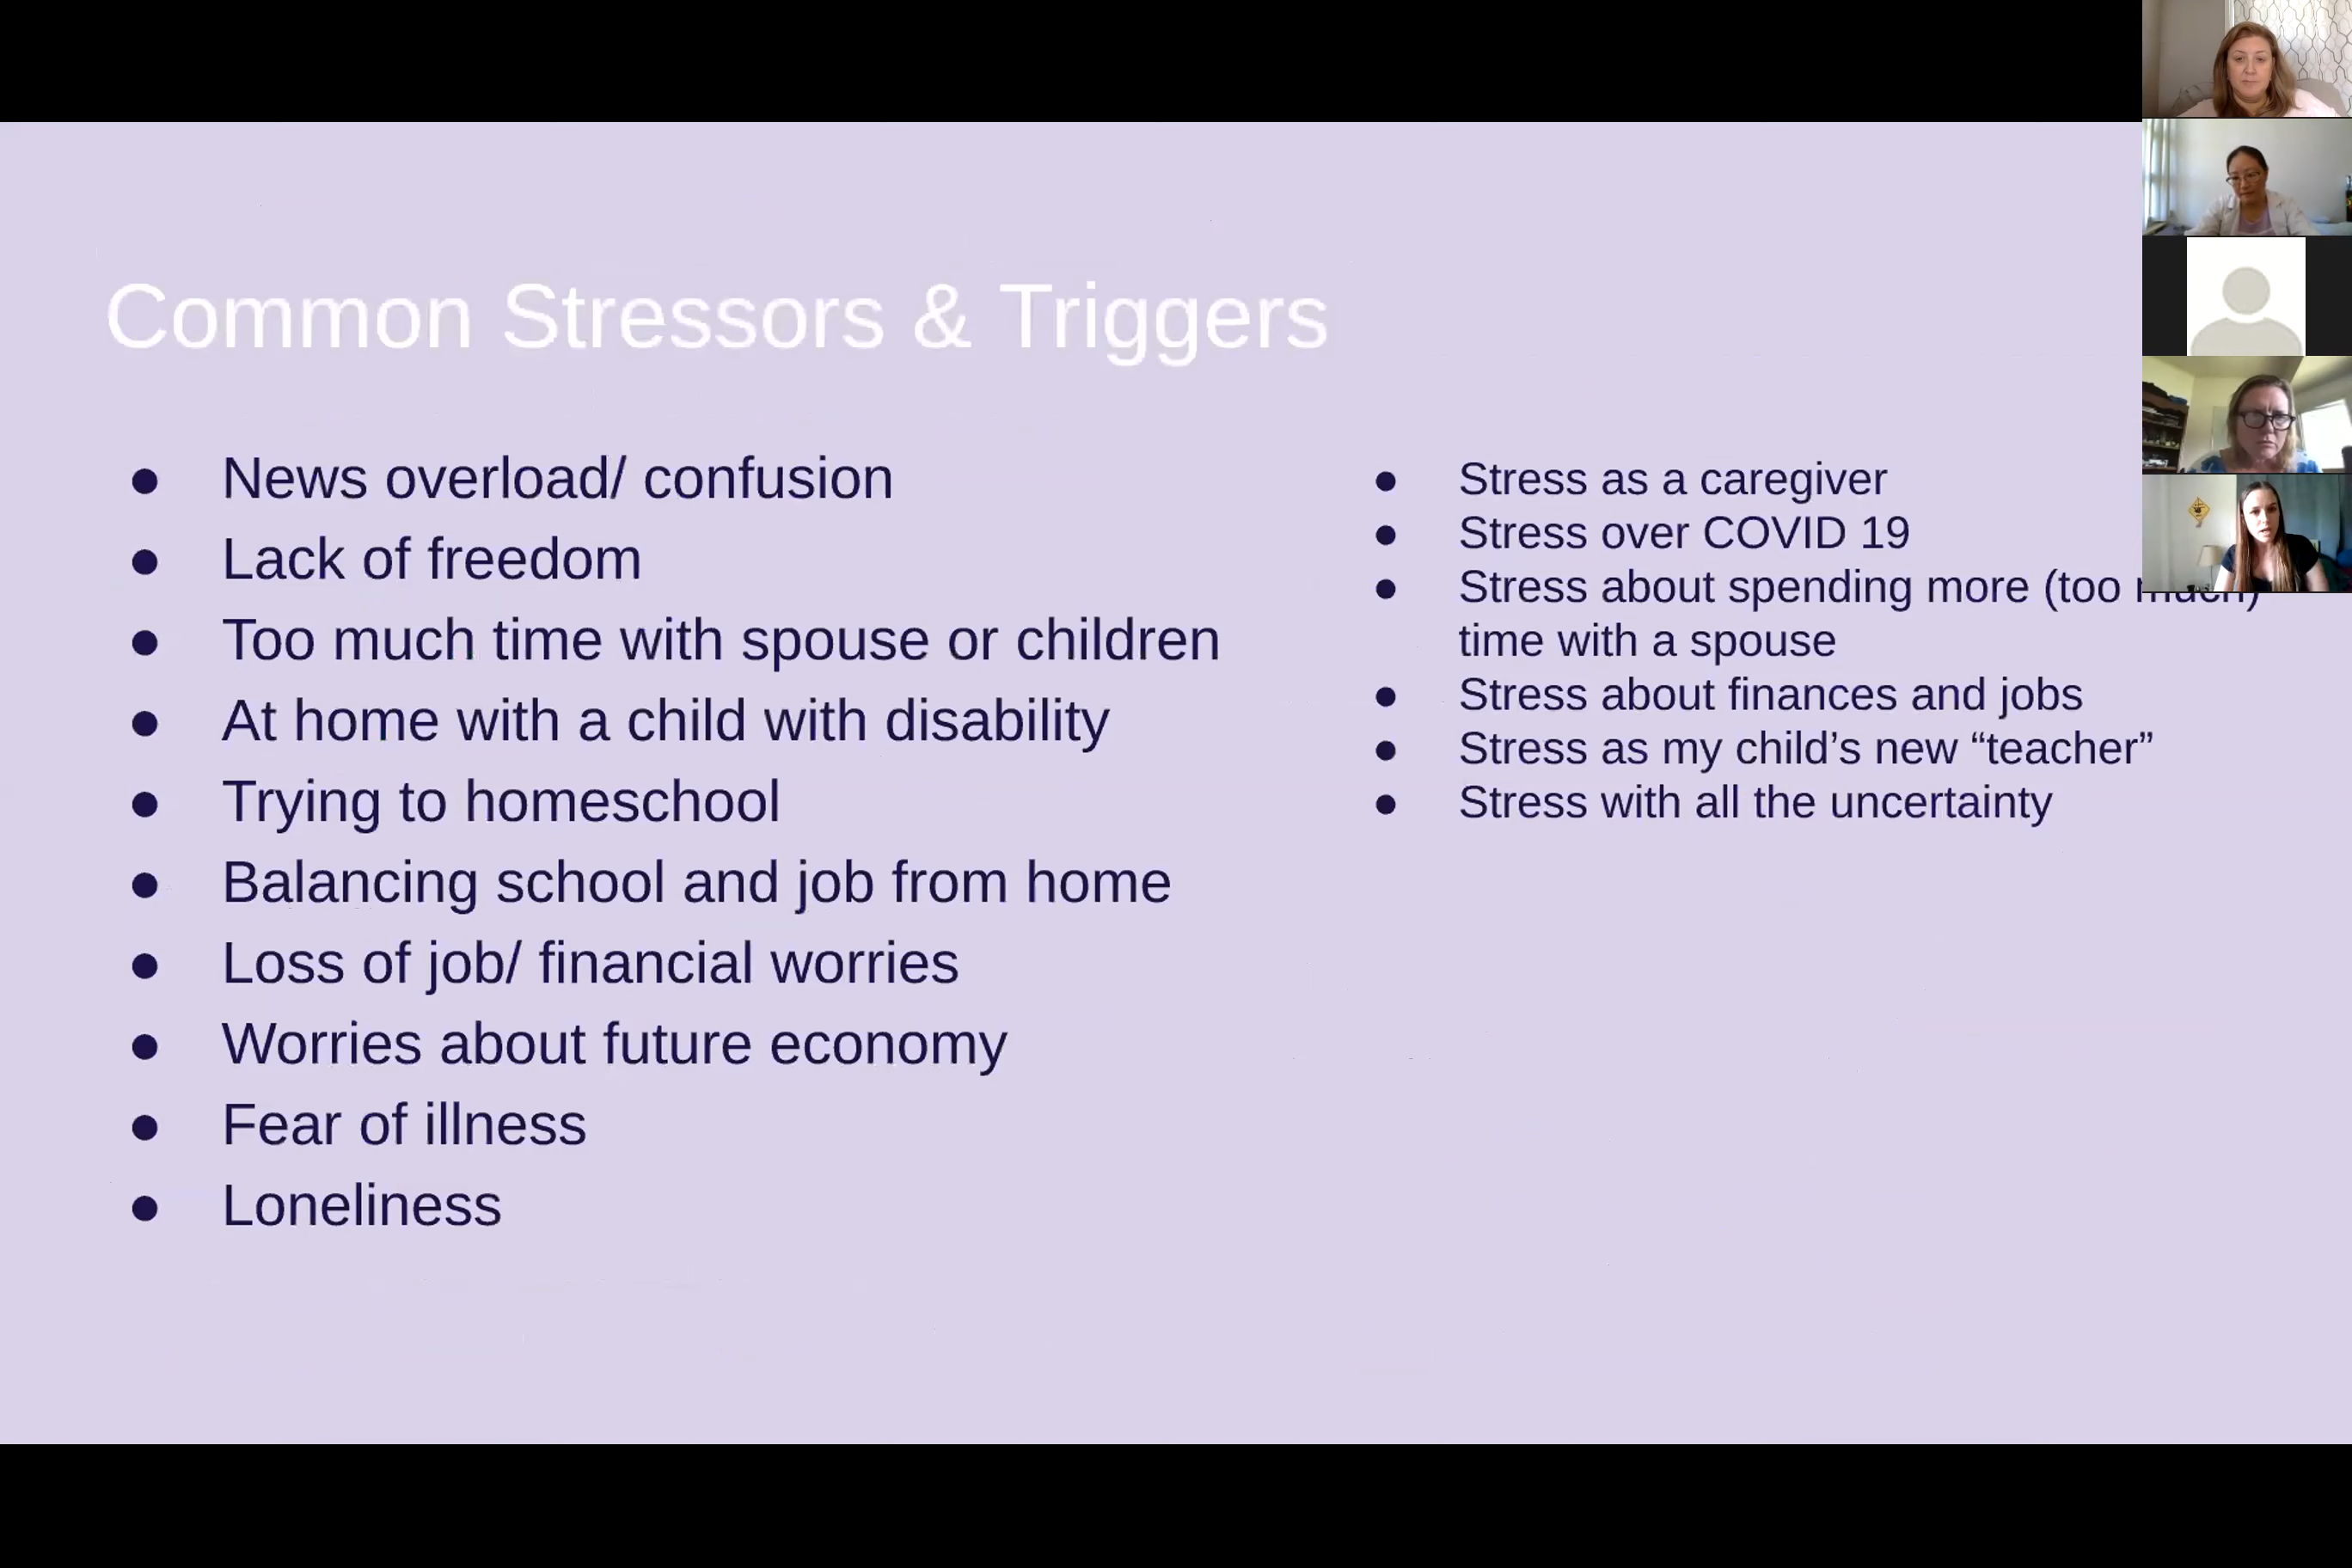 Common Stressors & Triggers
● News overload/ confusion
● Lack of freedom
● Too much time with spouse or children
● At home with a child with disability
● Trying to homeschool
● Balancing school and job from home
● Loss of job/ financial worries
● Worries about future economy
● Fear of illness
● Loneliness
● Stress as a caregiver
● Stress over COVID 19
● Stress about spending more (too much)
time with a spouse
● Stress about finances and jobs
● Stress as my child’s new “teacher”
● Stress with all the uncertainty